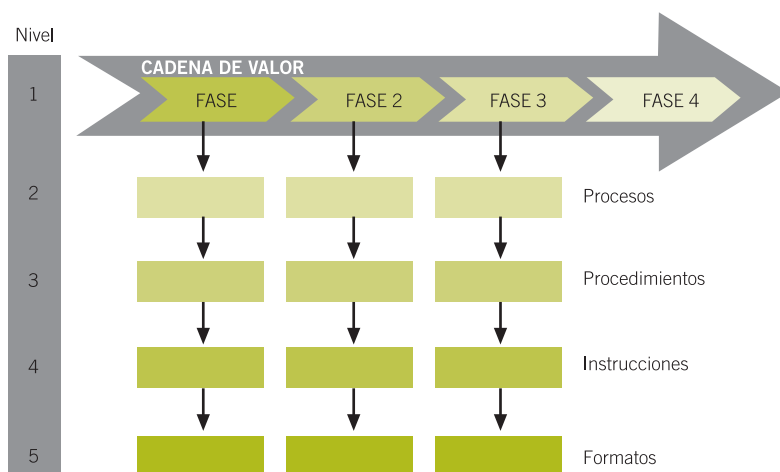 Nivel
CADENA DE VALOR
1
FASE
FASE 2
FASE 3
FASE 4
2
Procesos
3
Procedimientos
4
Instrucciones
5
Formatos